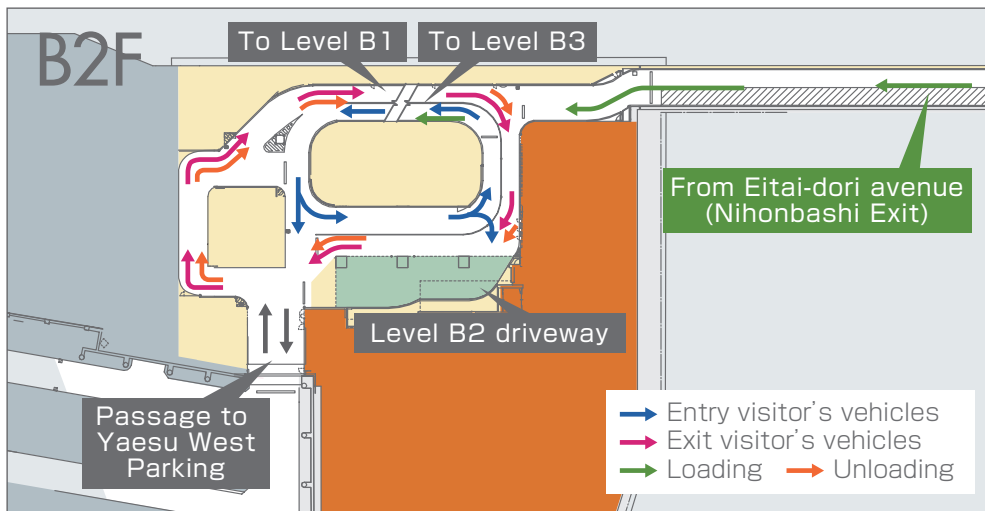 B2F
To Level B1
To Level B3
From Eitai-dori avenue
(Nihonbashi Exit)
Level B2 driveway
Passage to
Yaesu West
Parking
Entry visitor's vehicles
Exit visitor's vehicles
Loading
Unloading